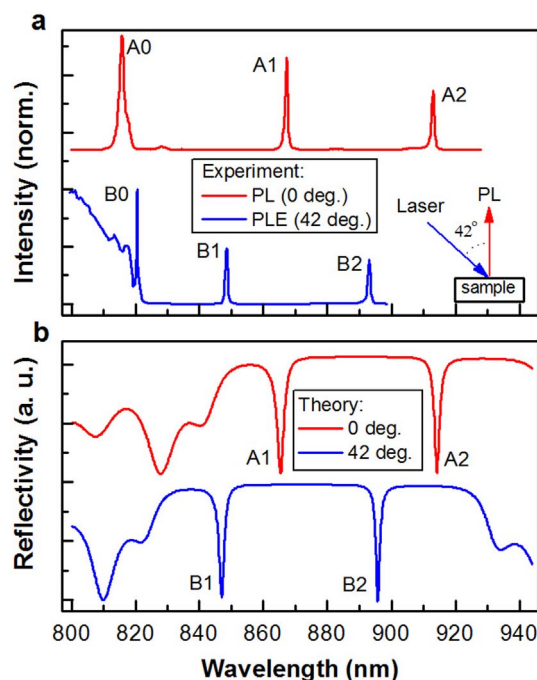 a
A0
A1
A2
Intensity (norm.)
Experiment:
PL (0 deg.)
PLE (42 deg.)
B0
B1
B2
Laser
PL
42°
sample
b
Reflectivity (a. u.)
Theory:
0 deg.
42 deg.
A1
A2
B1
B2
800 820 840 860 880 900 920 940
Wavelength (nm)